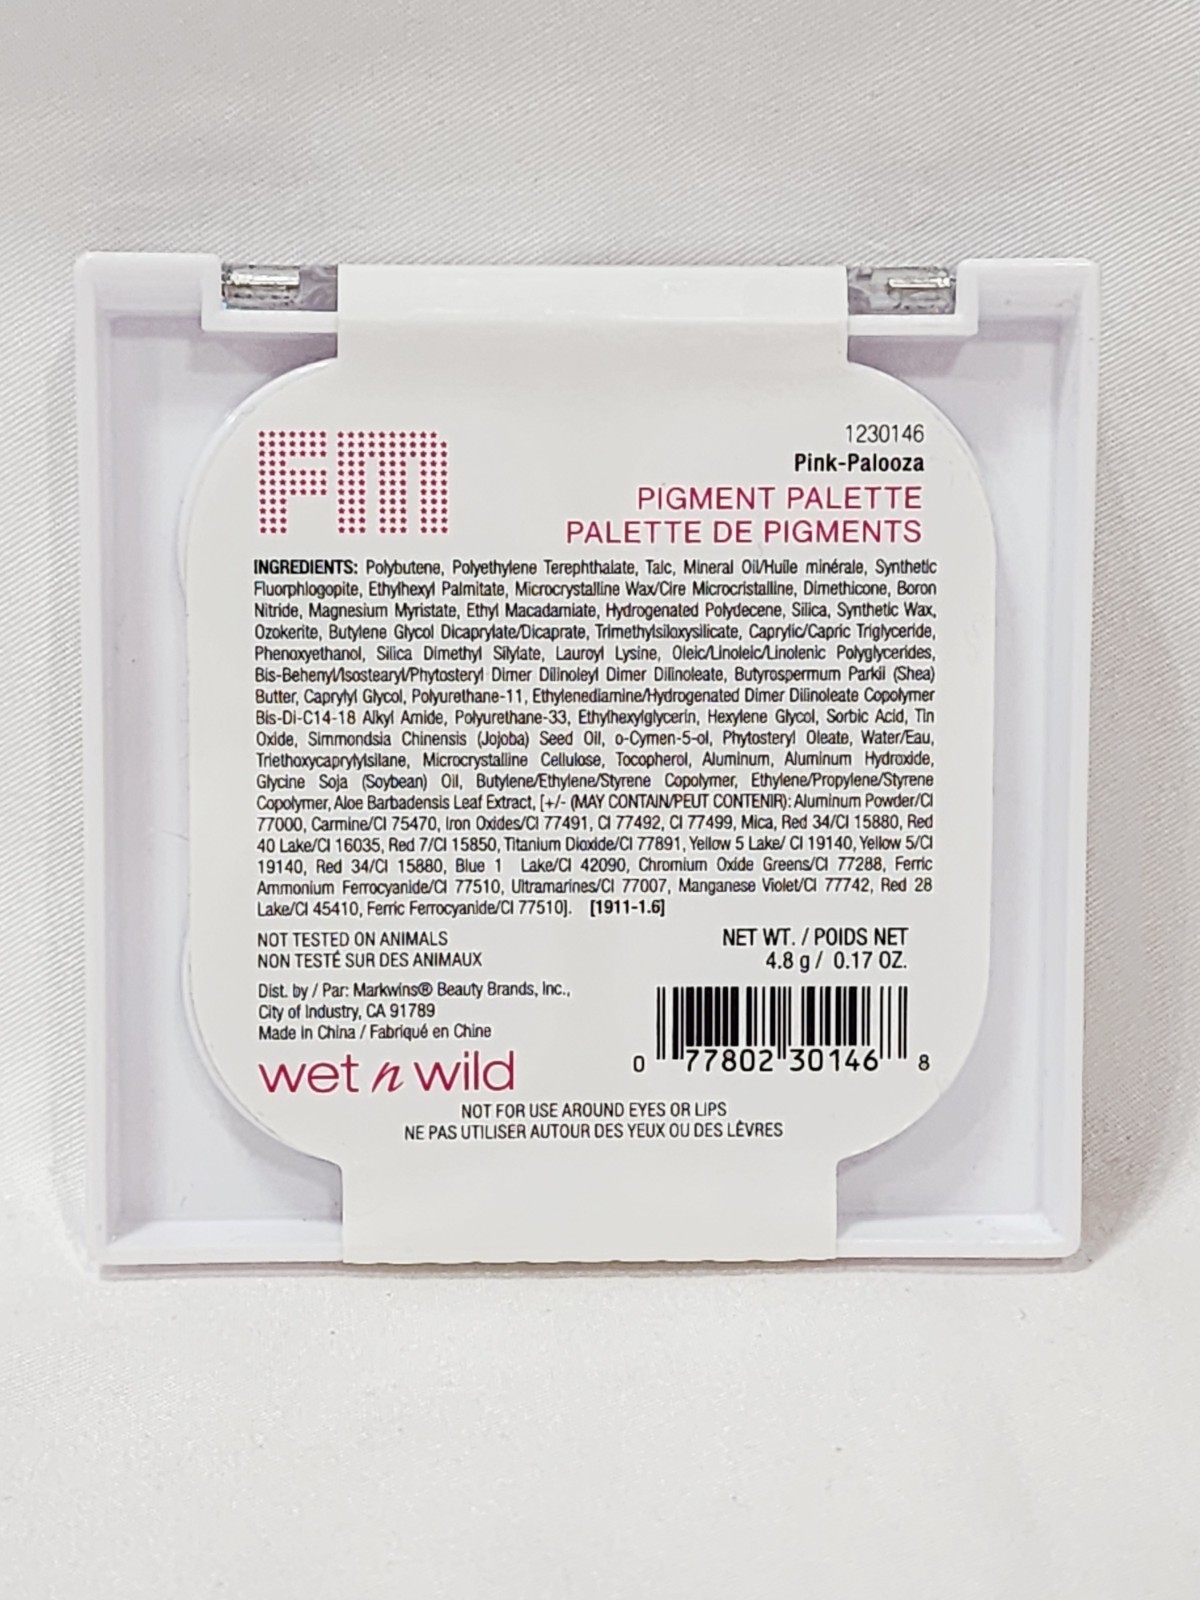 FM
1230146
Pink-Palooza
PIGMENT PALETTE
PALETTE DE PIGMENTS
INGREDIENTS: Polybutene, Polyethylene Terephthalate, Talc, Mineral Oil/Huile minérale, Synthetic
Fluorphlogopite, Ethylhexyl Palmitate, Microcrystalline Wax/Cire Microcristalline, Dimethicone, Boron
Nitride, Magnesium Myristate, Ethyl Macadamiate, Hydrogenated Polydecene, Silica, Synthetic Wax,
Ozokerite, Butylene Glycol Dicaprylate/Dicaprate, Trimethylsiloxysilicate, Caprylic/Capric Triglyceride,
Phenoxyethanol, Silica Dimethyl Silylate, Lauroyl Lysine, Oleic/Linoleic/Linolenic Polyglycerides,
Bis-Behenyl/Isostearyl/Phytosteryl Dimer Dilinoleyl Dimer Dilinoleate, Butyrospermum Parkii (Shea)
Butter, Caprylyl Glycol, Polyurethane-11, Ethylenediamine/Hydrogenated Dimer Dilinoleate Copolymer
Bis-Di-C14-18 Alkyl Amide, Polyurethane-33, Ethylhexylglycerin, Hexylene Glycol, Sorbic Acid, Tin
Oxide, Simmondsia Chinensis (Jojoba) Seed Oil, o-Cymen-5-ol, Phytosteryl Oleate, Water/Eau,
Triethoxycaprylylsilane, Microcrystalline Cellulose, Tocopherol, Aluminum, Aluminum Hydroxide,
Glycine Soja (Soybean) Oil, Butylene/Ethylene/Styrene Copolymer, Ethylene/Propylene/Styrene
Copolymer, Aloe Barbadensis Leaf Extract, [+/- (MAY CONTAIN/PEUT CONTENIR): Aluminum Powder/CI
77000, Carmine/CI 75470, Iron Oxides/CI 77491, CI 77492, CI 77499, Mica, Red 34/CI 15880, Red
40 Lake/CI 16035, Red 7/CI 15850, Titanium Dioxide/CI 77891, Yellow 5 Lake/ CI 19140, Yellow 5/CI
19140, Red 34/CI 15880, Blue 1 Lake/CI 42090, Chromium Oxide Greens/CI 77288, Ferric
Ammonium Ferrocyanide/CI 77510, Ultramarines/CI 77007, Manganese Violet/CI 77742, Red 28
Lake/CI 45410, Ferric Ferrocyanide/CI 77510]. [1911-1.6]
NOT TESTED ON ANIMALS
NON TESTÉ SUR DES ANIMAUX
NET WT. / POIDS NET
4.8 g / 0.17 OZ.
Dist. by / Par: Markwins® Beauty Brands, Inc.,
City of Industry, CA 91789
Made in China / Fabriqué en Chine
wet n wild
0 77802 30146 8
NOT FOR USE AROUND EYES OR LIPS
NE PAS UTILISER AUTOUR DES YEUX OU DES LÈVRES